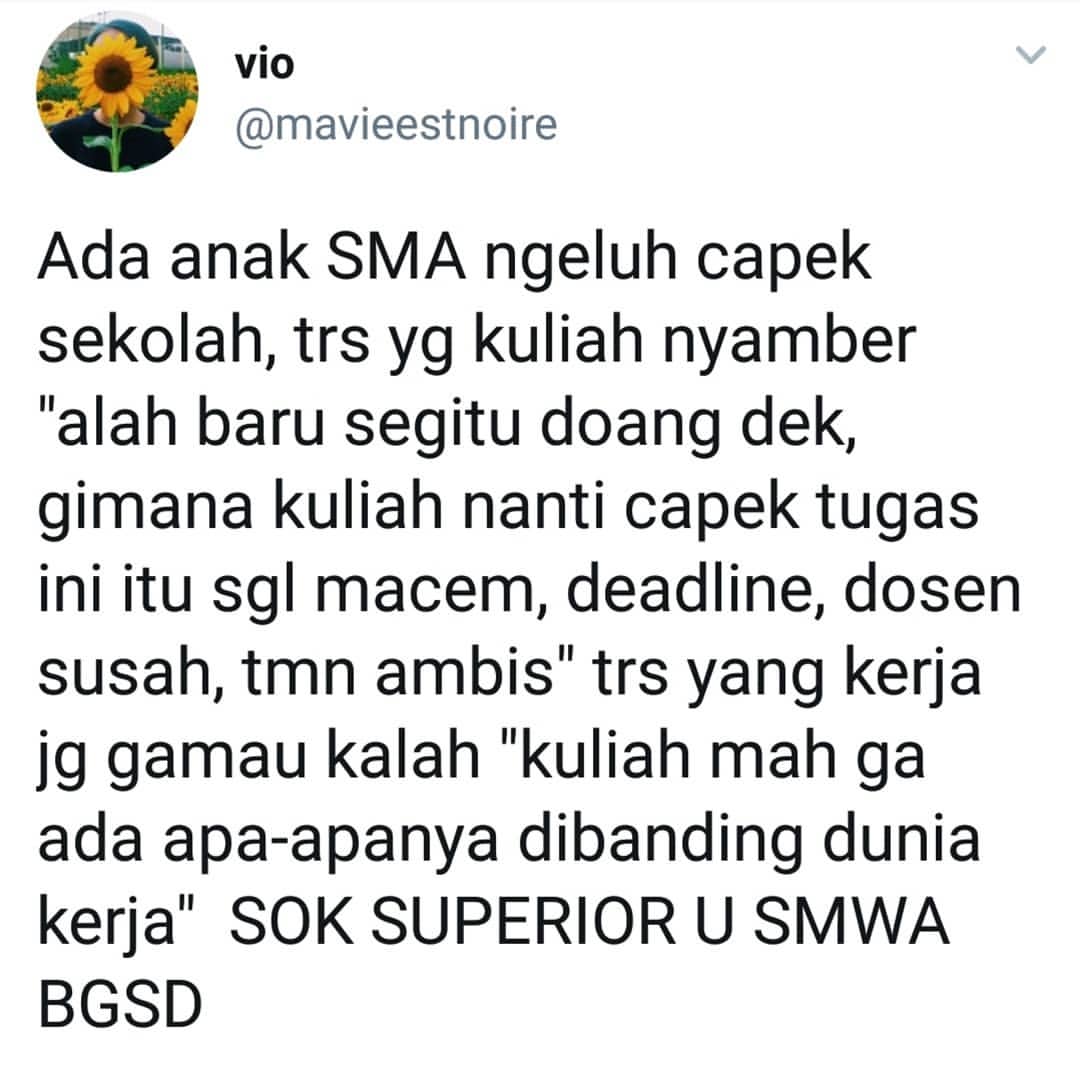 vio
@mavieestnoire
Ada anak SMA ngeluh capek
sekolah, trs yg kuliah nyamber
"alah baru segitu doang dek,
gimana kuliah nanti capek tugas
ini itu sgl macem, deadline, dosen
susah, tmn ambis" trs yang kerja
jg gamau kalah "kuliah mah ga
ada apa-apanya dibanding dunia
kerja"  SOK SUPERIOR U SMWA
BGSD